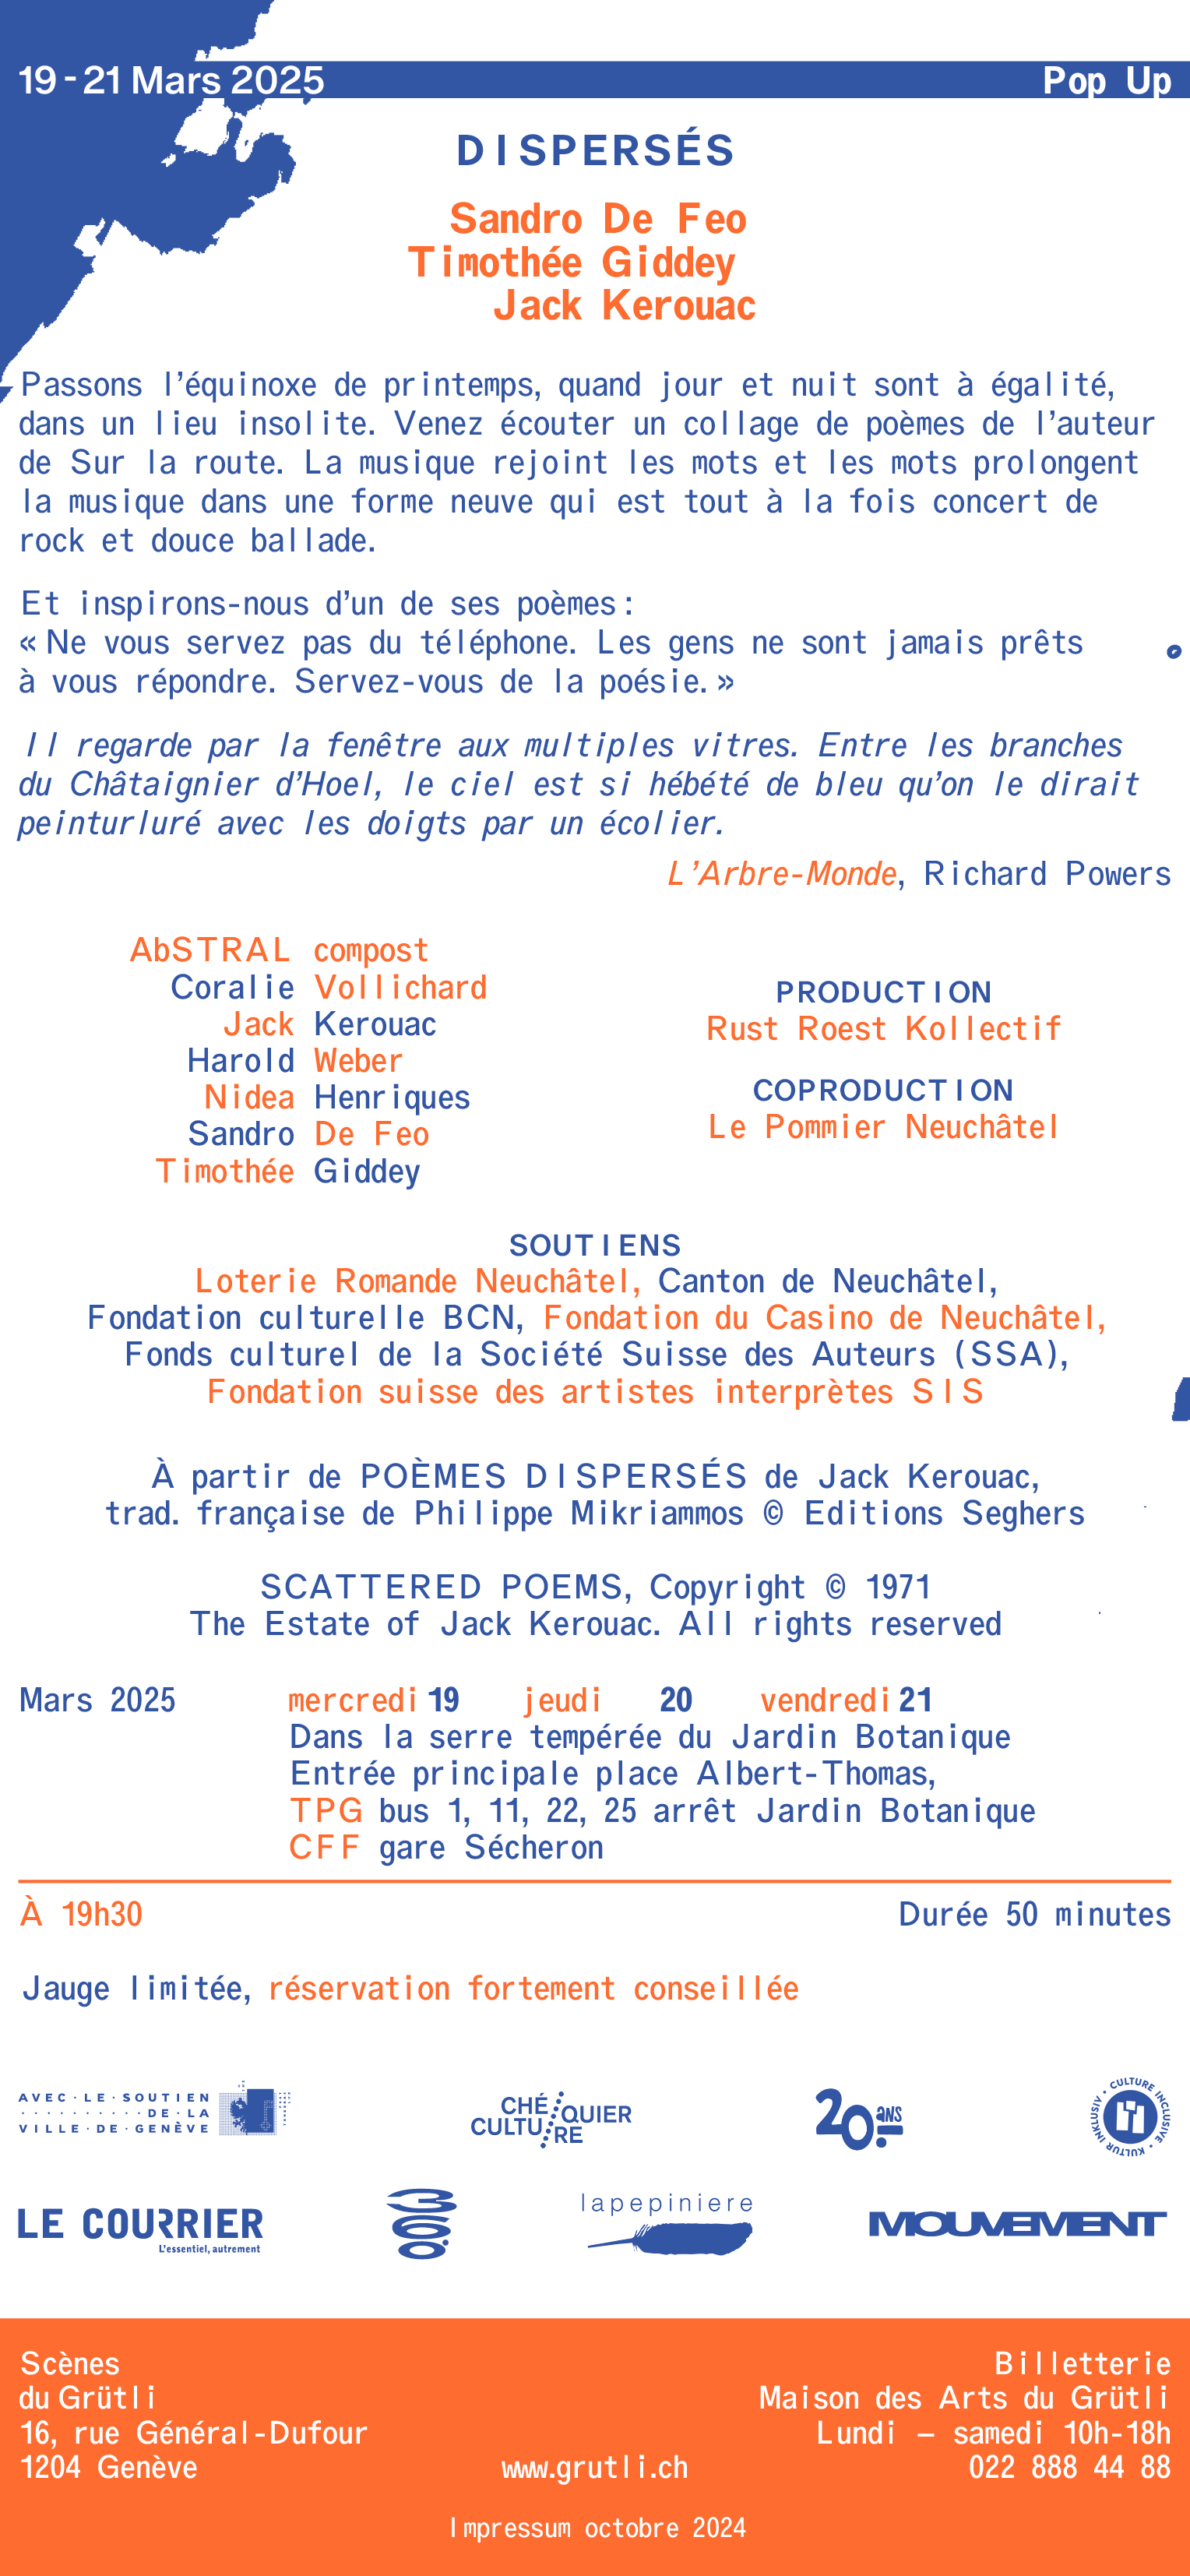 19 - 21 Mars 2025
Pop Up
DISPERSÉS
Sandro De Feo
Timothée Giddey
Jack Kerouac
Passons l’équinoxe de printemps, quand jour et nuit sont à égalité,
dans un lieu insolite. Venez écouter un collage de poèmes de l’auteur
de Sur la route. La musique rejoint les mots et les mots prolongent
la musique dans une forme neuve qui est tout à la fois concert de
rock et douce ballade.
Et inspirons-nous d’un de ses poèmes :
« Ne vous servez pas du téléphone. Les gens ne sont jamais prêts
à vous répondre. Servez-vous de la poésie. »
Il regarde par la fenêtre aux multiples vitres. Entre les branches
du Châtaignier d’Hoel, le ciel est si hébété de bleu qu’on le dirait
peinturluré avec les doigts par un écolier.
L’Arbre-Monde, Richard Powers
AbSTRAL compost
Coralie Vollichard
Jack Kerouac
Harold Weber
Nidea Henriques
Sandro De Feo
Timothée Giddey
PRODUCTION
Rust Roest Kollectif
COPRODUCTION
Le Pommier Neuchâtel
SOUTIENS
Loterie Romande Neuchâtel, Canton de Neuchâtel,
Fondation culturelle BCN, Fondation du Casino de Neuchâtel,
Fonds culturel de la Société Suisse des Auteurs (SSA),
Fondation suisse des artistes interprètes SIS
À partir de POÈMES DISPERSÉS de Jack Kerouac,
trad. française de Philippe Mikriammos © Editions Seghers
SCATTERED POEMS, Copyright © 1971
The Estate of Jack Kerouac. All rights reserved
Mars 2025 mercredi 19 jeudi 20 vendredi 21
Dans la serre tempérée du Jardin Botanique
Entrée principale place Albert-Thomas,
TPG bus 1, 11, 22, 25 arrêt Jardin Botanique
CFF gare Sécheron
À 19h30
Durée 50 minutes
Jauge limitée, réservation fortement conseillée
AVEC · LE · SOUTIEN
· · · · · · · · · · DE · LA
VILLE · DE · GENÈVE
CHÉQUIER
CULTURE
20 ANS
CULTURE INCLUSIVE • KULTUR INKLUSIV •
LE COURRIER
L’essentiel, autrement
360°
lapepiniere
MOUVEMENT
Scènes
du Grütli
16, rue Général-Dufour
1204 Genève
www.grutli.ch
Billetterie
Maison des Arts du Grütli
Lundi – samedi 10h-18h
022 888 44 88
Impressum octobre 2024